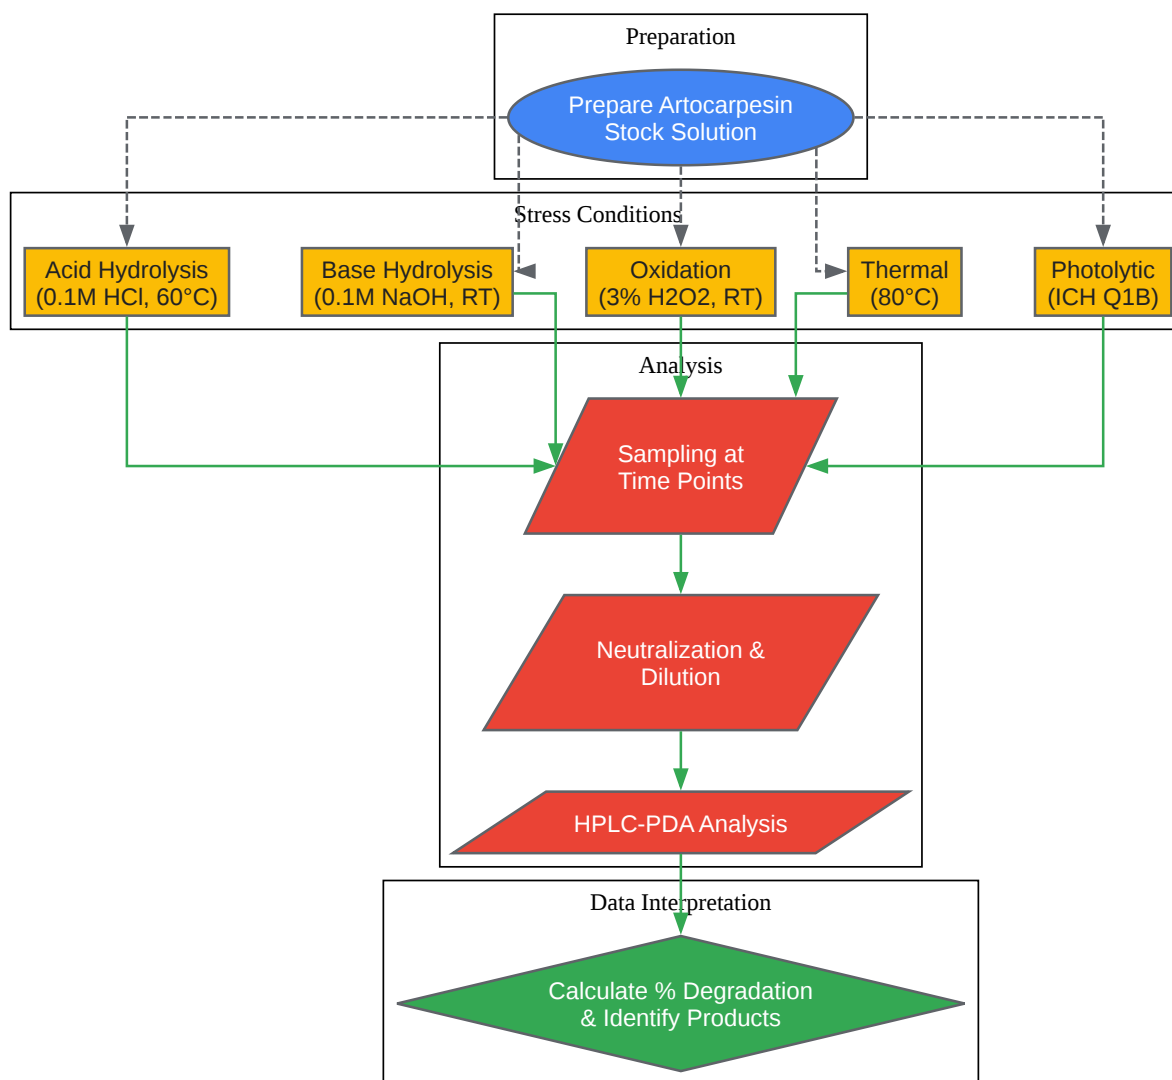 Preparation
Prepare Artocarpesin
Stock Solution
Stress Conditions
Acid Hydrolysis
(0.1M HCl, 60°C)
Base Hydrolysis
(0.1M NaOH, RT)
Oxidation
(3% H2O2, RT)
Thermal
(80°C)
Photolytic
(ICH Q1B)
Analysis
Sampling at
Time Points
Neutralization &
Dilution
HPLC-PDA Analysis
Data Interpretation
Calculate % Degradation
& Identify Products